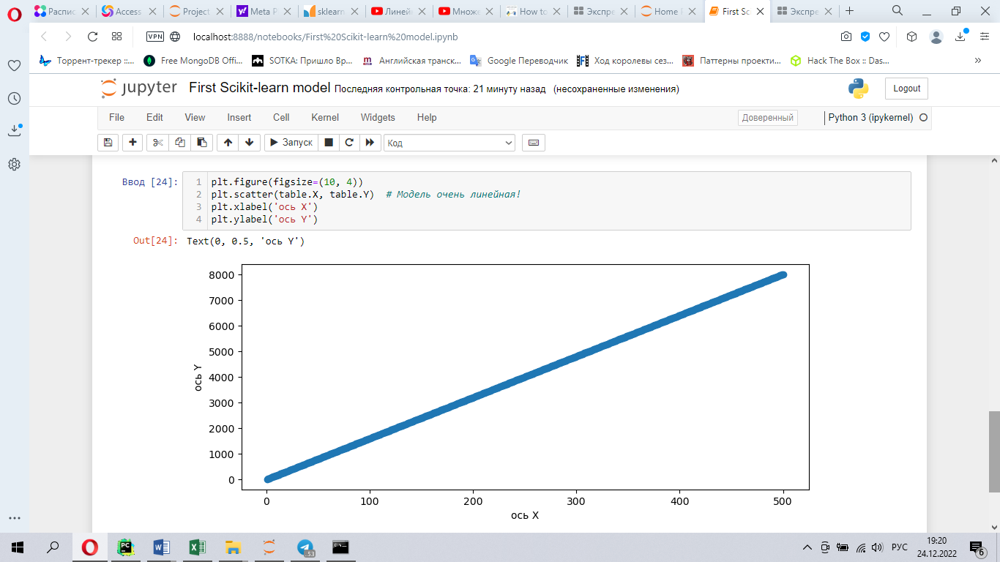 Распис
Access
Project
Meta P
sklearn
Линей
Множе
How to
Экспре
Home
First Sc
Экспре
VPN
localhost:8888/notebooks/First%20Scikit-learn%20model.ipynb
Торрент-трекер ::...
Free MongoDB Offi...
SOTKA: Пришло Вр...
Английская транск...
Google Переводчик
Ход королевы сез...
Паттерны проекти...
Hack The Box :: Das...
»
jupyter First Scikit-learn model Последняя контрольная точка: 21 минуту назад (несохраненные изменения)
Logout
File Edit View Insert Cell Kernel Widgets Help
Доверенный
Python 3 (ipykernel)
Запуск
Код
Ввод [24]:
1 plt.figure(figsize=(10, 4))
2 plt.scatter(table.X, table.Y) # Модель очень линейная!
3 plt.xlabel('ось X')
4 plt.ylabel('ось Y')
Out[24]: Text(0, 0.5, 'ось Y')
8000
7000
6000
5000
4000
3000
2000
1000
0
ось Y
0 100 200 300 400 500
ось X
PC
53
РУС
19:20
24.12.2022
6